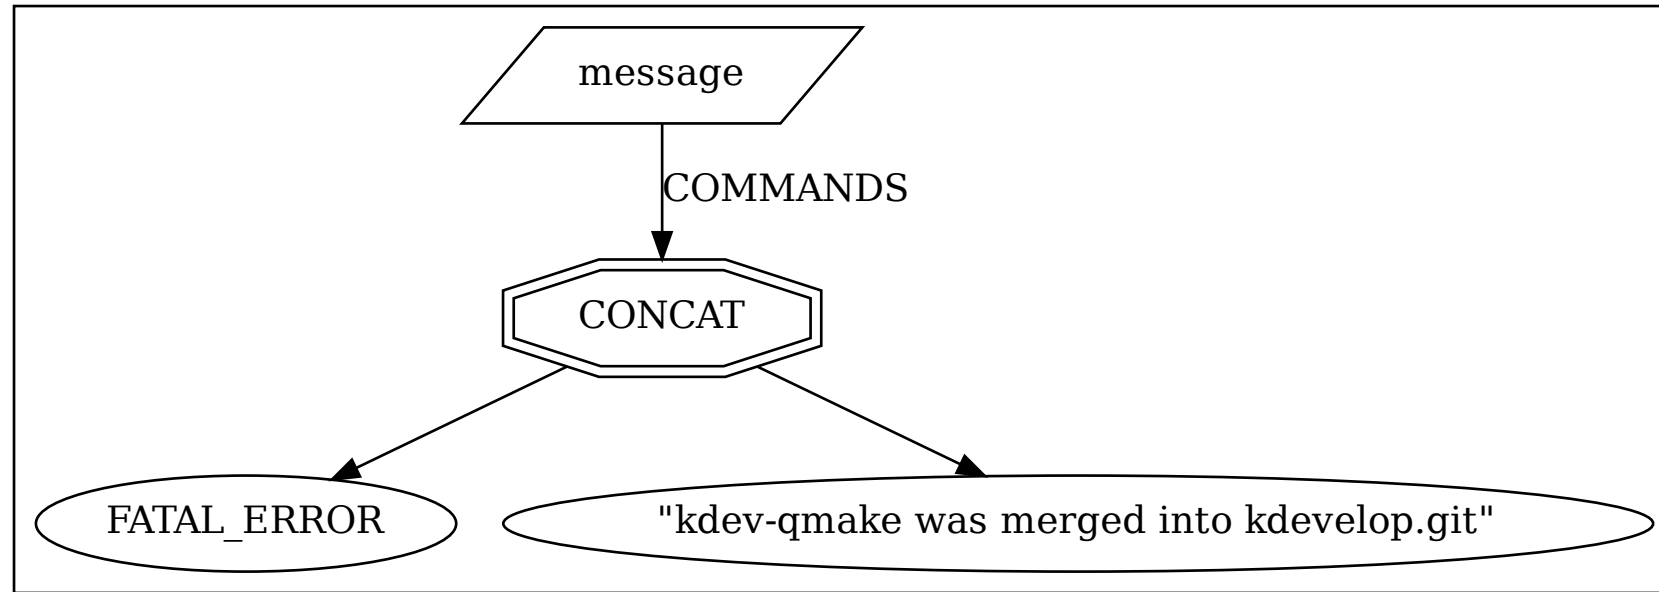 message
COMMANDS
CONCAT
FATAL_ERROR
"kdev-qmake was merged into kdevelop.git"